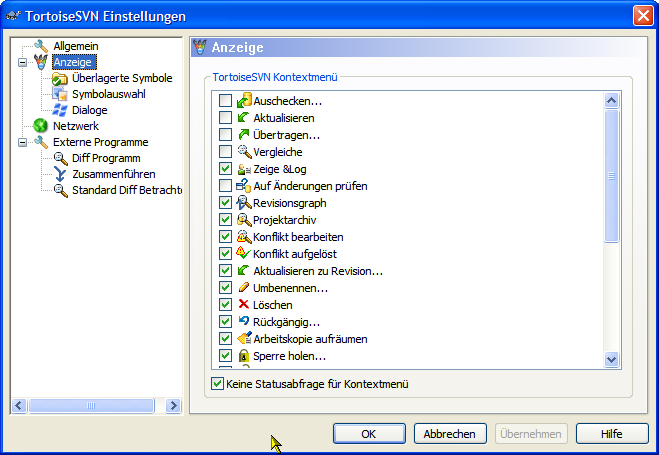 TortoiseSVN Einstellungen
Allgemein
Anzeige
Überlagerte Symbole
Symbolauswahl
Dialoge
Netzwerk
Externe Programme
Diff Programm
Zusammenführen
Standard Diff Betrachte
Anzeige
TortoiseSVN Kontextmenü
Auschecken...
Aktualisieren
Übertragen...
Vergleiche
Zeige &Log
Auf Änderungen prüfen
Revisionsgraph
Projektarchiv
Konflikt bearbeiten
Konflikt aufgelöst
Aktualisieren zu Revision...
Umbenennen...
Löschen
Rückgängig...
Arbeitskopie aufräumen
Sperre holen...
Keine Statusabfrage für Kontextmenü
OK
Abbrechen
Übernehmen
Hilfe